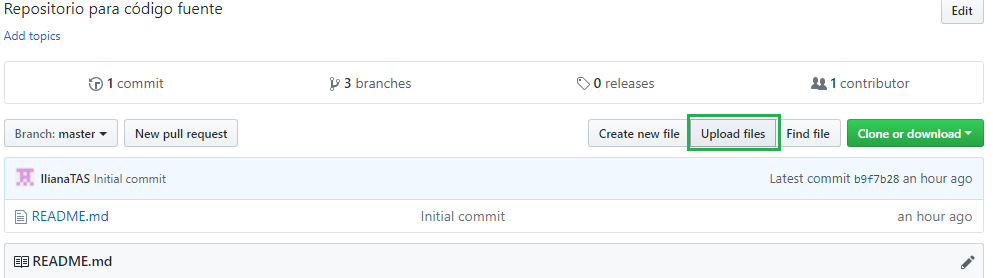 Repositorio para código fuente
Edit
Add topics
1 commit 3 branches 0 releases 1 contributor
Branch: master New pull request Create new file Upload files Find file Clone or download
IlianaTAS Initial commit Latest commit b9f7b28 an hour ago
README.md Initial commit an hour ago
README.md